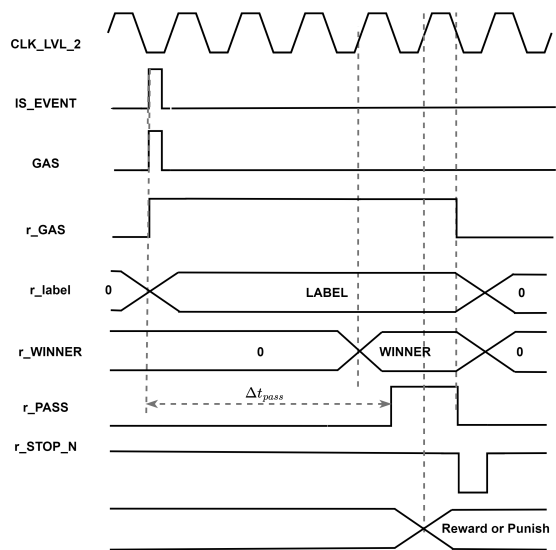 CLK_LVL_2
IS_EVENT
GAS
r_GAS
r_label 0 LABEL 0
r_WINNER 0 WINNER 0
Δt_pass
r_PASS
r_STOP_N
Reward or Punish